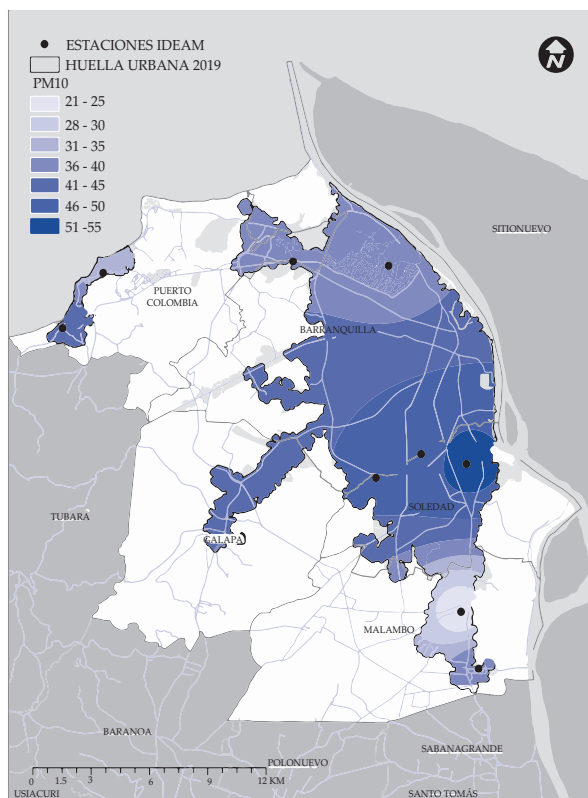 ESTACIONES IDEAM
HUELLA URBANA 2019
PM10
21 - 25
28 - 30
31 - 35
36 - 40
41 - 45
46 - 50
51 -55
N
SITIONUEVO
PUERTO
COLOMBIA
BARRANQUILLA
SOLEDAD
TUBARÁ
GALAPA
MALAMBO
BARANOA
SABANAGRANDE
POLONUEVO
0 1.5 3 6 9 12 KM
USIACURI
SANTO TOMÁS